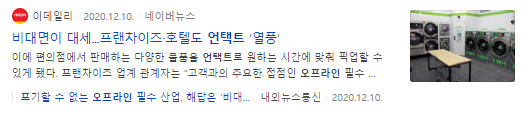 이데일리 2020.12.10. 네이버뉴스
비대면이 대세...프랜차이즈·호텔도 언택트 '열풍'
이에 편의점에서 판매하는 다양한 물품을 언택트로 원하는 시간에 맞춰 픽업할 수
있게 됐다. 프랜차이즈 업계 관계자는 "고객과의 주요한 접점인 오프라인 필수 ...
포기할 수 없는 오프라인 필수 산업, 해답은 '비대... 내외뉴스통신 2020.12.10.